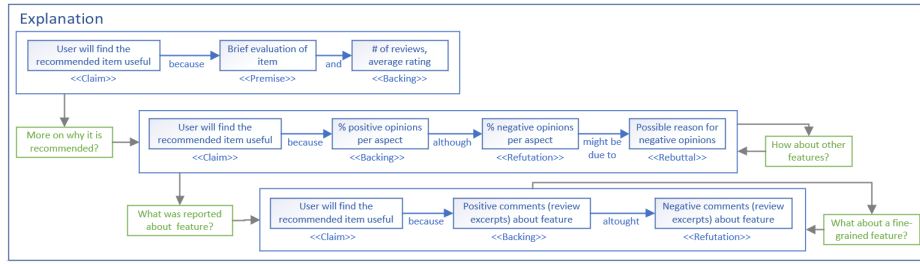 Explanation
User will find the
recommended item useful
because
Brief evaluation of
item
and
# of reviews,
average rating
<<Claim>>
<<Premise>>
<<Backing>>
More on why it is
recommended?
User will find the
recommended item useful
because
% positive opinions
per aspect
although
% negative opinions
per aspect
might be
due to
Possible reason for
negative opinions
<<Claim>>
<<Backing>>
<<Refutation>>
<<Rebuttal>>
How about other
features?
What was reported
about feature?
User will find the
recommended item useful
because
Positive comments (review
excerpts) about feature
altought
Negative comments (review
excerpts) about feature
<<Claim>>
<<Backing>>
<<Refutation>>
What about a fine-
grained feature?